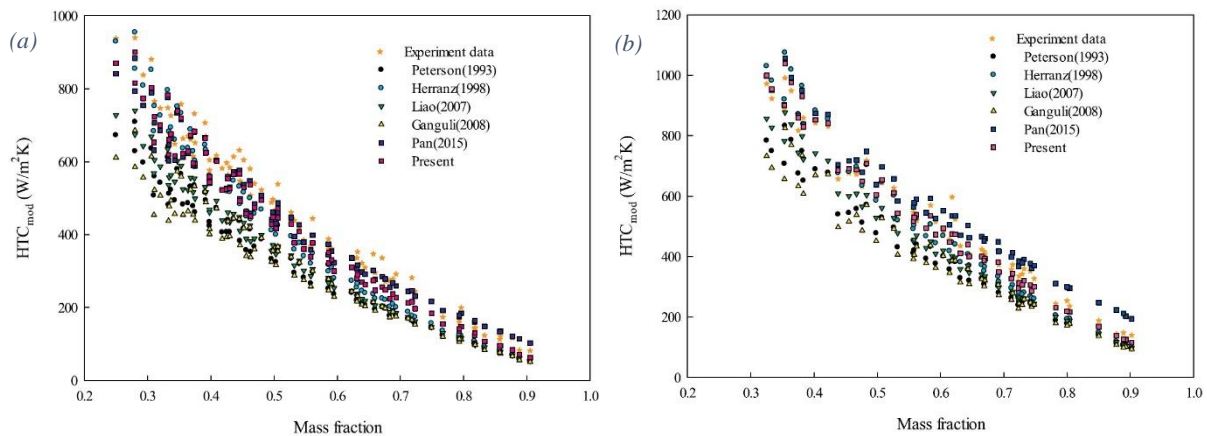 (a)
1000
800
600
400
200
0
HTCmod (W/m²K)
Experiment data
Peterson(1993)
Herranz(1998)
Liao(2007)
Ganguli(2008)
Pan(2015)
Present
0.2 0.3 0.4 0.5 0.6 0.7 0.8 0.9 1.0
Mass fraction
(b)
1200
1000
800
600
400
200
0
HTCmod (W/m²K)
Experiment data
Peterson(1993)
Herranz(1998)
Liao(2007)
Ganguli(2008)
Pan(2015)
Present
0.2 0.3 0.4 0.5 0.6 0.7 0.8 0.9 1.0
Mass fraction